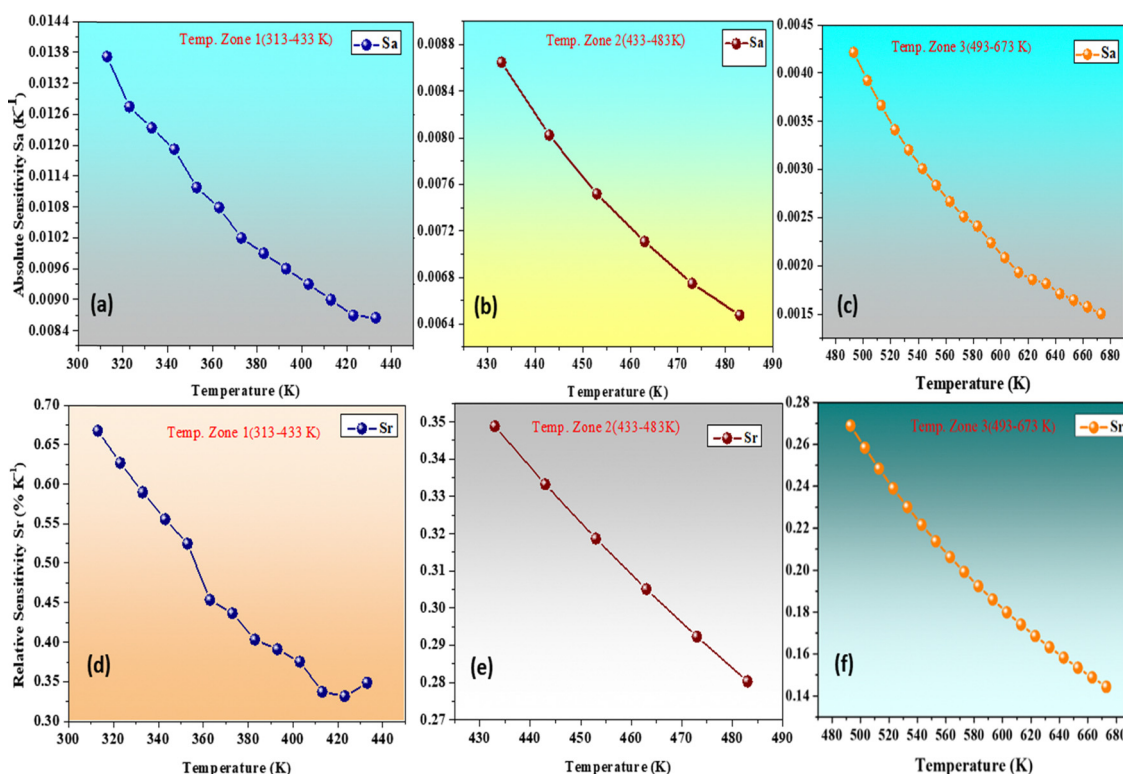 Absolute Sensitivity Sa (K⁻¹)
0.0144
0.0138
0.0132
0.0126
0.0120
0.0114
0.0108
0.0102
0.0096
0.0090
0.0084
Temp. Zone 1(313-433 K)
Sa
(a)
300 320 340 360 380 400 420 440
Temperature (K)
0.0088
0.0084
0.0080
0.0076
0.0072
0.0068
0.0064
Temp. Zone 2(433-483K)
Sa
(b)
430 440 450 460 470 480 490
Temperature (K)
0.0045
0.0040
0.0035
0.0030
0.0025
0.0020
0.0015
Temp. Zone 3(493-673 K)
Sa
(c)
480 500 520 540 560 580 600 620 640 660 680
Temperature (K)
Relative Sensitivity Sr (% K⁻¹)
0.70
0.65
0.60
0.55
0.50
0.45
0.40
0.35
0.30
Temp. Zone 1(313-433 K)
Sr
(d)
300 320 340 360 380 400 420 440
Temperature (K)
0.35
0.34
0.33
0.32
0.31
0.30
0.29
0.28
0.27
Temp. Zone 2(433-483K)
Sr
(e)
430 440 450 460 470 480 490
Temperature (K)
0.28
0.26
0.24
0.22
0.20
0.18
0.16
0.14
Temp. Zone 3(493-673 K)
Sr
(f)
480 500 520 540 560 580 600 620 640 660 680
Temperature (K)